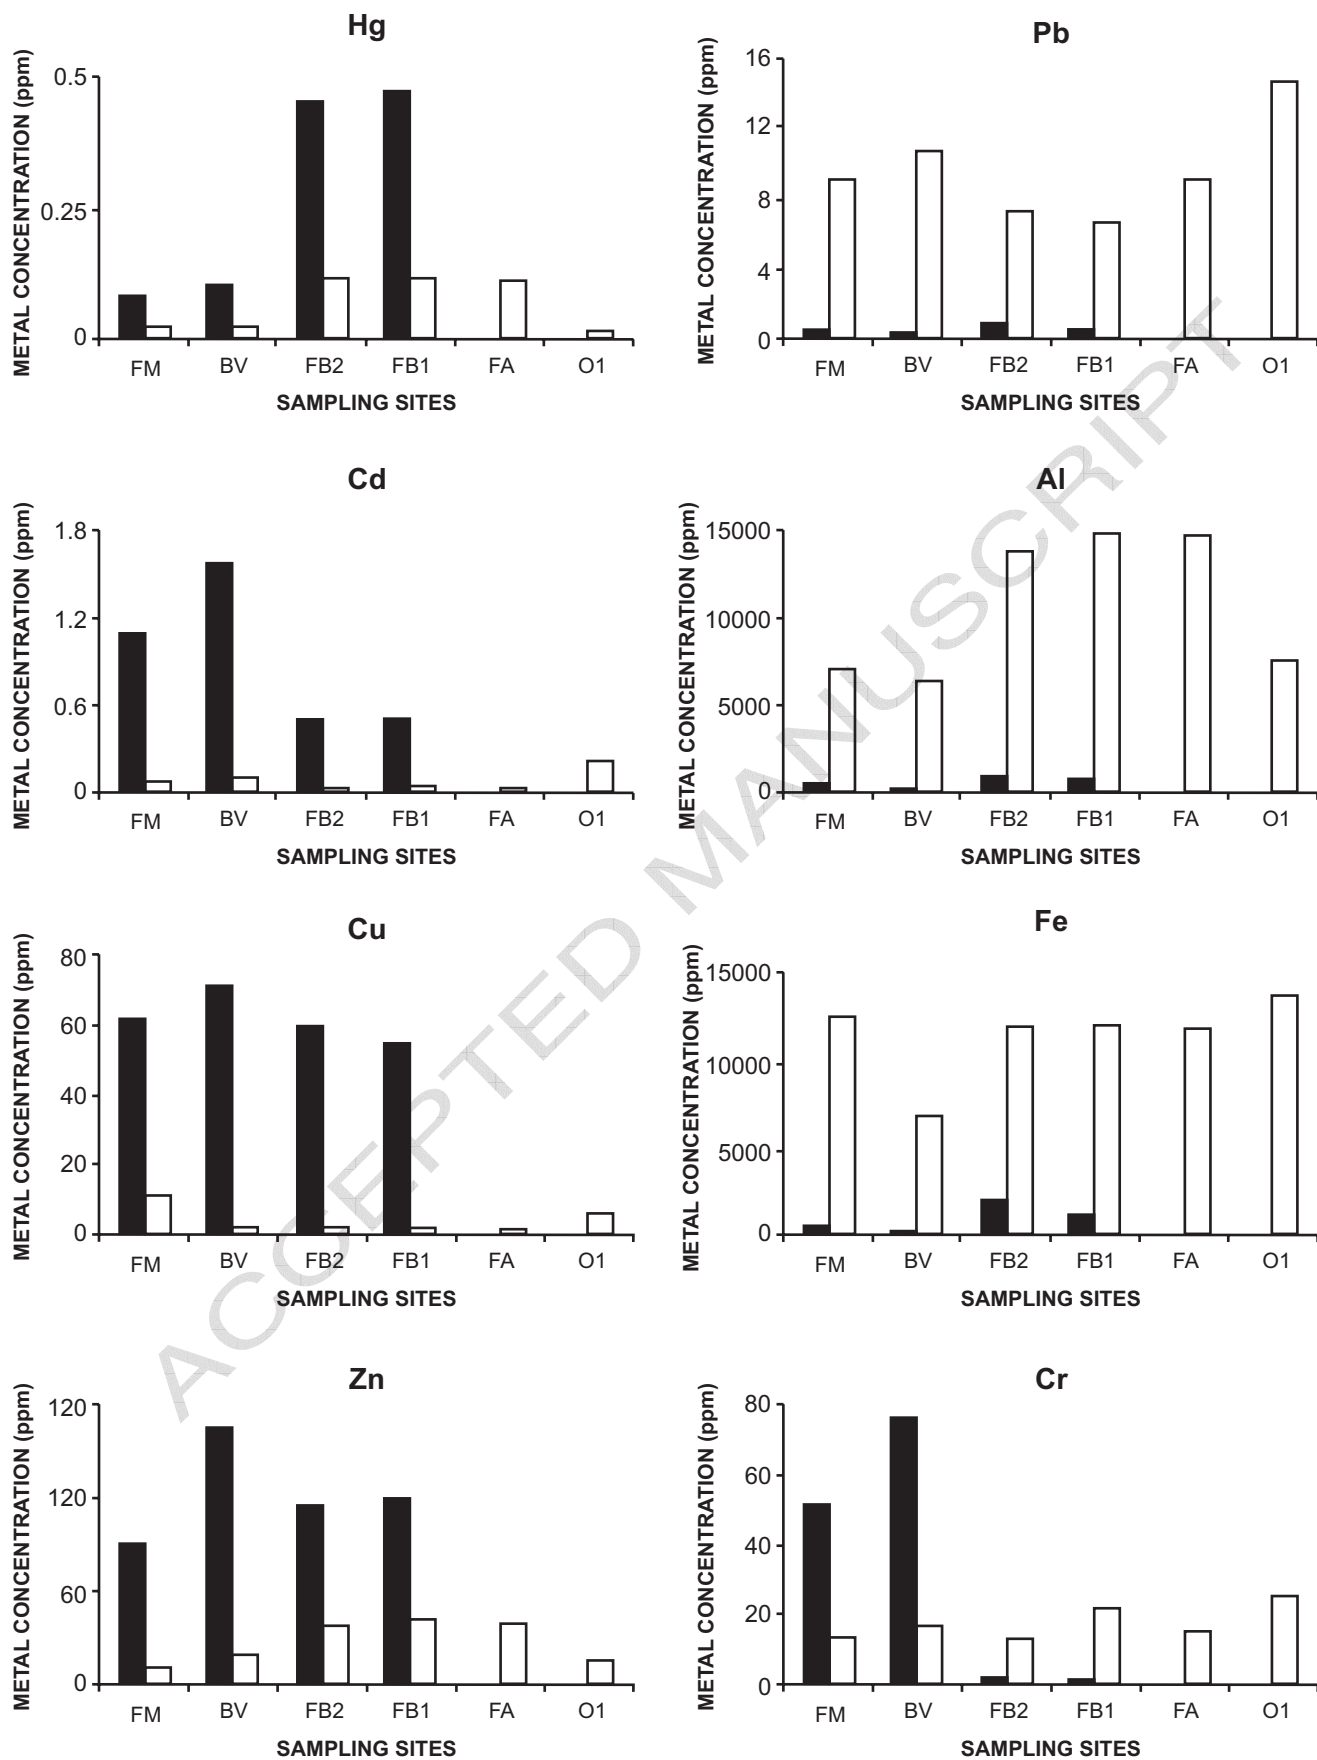 Hg
METAL CONCENTRATION (ppm)
0.5
0.25
0
FM BV FB2 FB1 FA O1
SAMPLING SITES
Pb
METAL CONCENTRATION (ppm)
16
12
8
4
0
FM BV FB2 FB1 FA O1
SAMPLING SITES
Cd
METAL CONCENTRATION (ppm)
1.8
1.2
0.6
0
FM BV FB2 FB1 FA O1
SAMPLING SITES
Al
METAL CONCENTRATION (ppm)
15000
10000
5000
0
FM BV FB2 FB1 FA O1
SAMPLING SITES
Cu
METAL CONCENTRATION (ppm)
80
60
40
20
0
FM BV FB2 FB1 FA O1
SAMPLING SITES
Fe
METAL CONCENTRATION (ppm)
15000
10000
5000
0
FM BV FB2 FB1 FA O1
SAMPLING SITES
Zn
METAL CONCENTRATION (ppm)
120
120
60
0
FM BV FB2 FB1 FA O1
SAMPLING SITES
Cr
METAL CONCENTRATION (ppm)
80
60
40
20
0
FM BV FB2 FB1 FA O1
SAMPLING SITES
ACCEPTED MANUSCRIPT